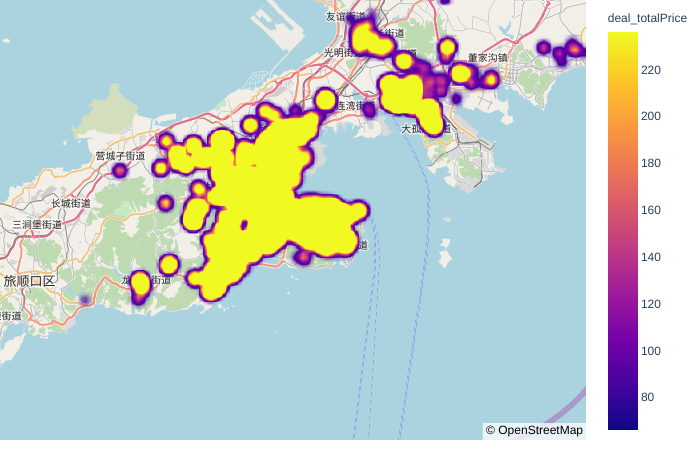 deal_totalPrice
友谊街道
街道
光明街
董家沟镇
220
200
连湾街
大孤
道
180
营城子街道
160
长城街道
三涧堡街道
140
道
旅顺口区
龙
街道
120
街道
100
80
© OpenStreetMap